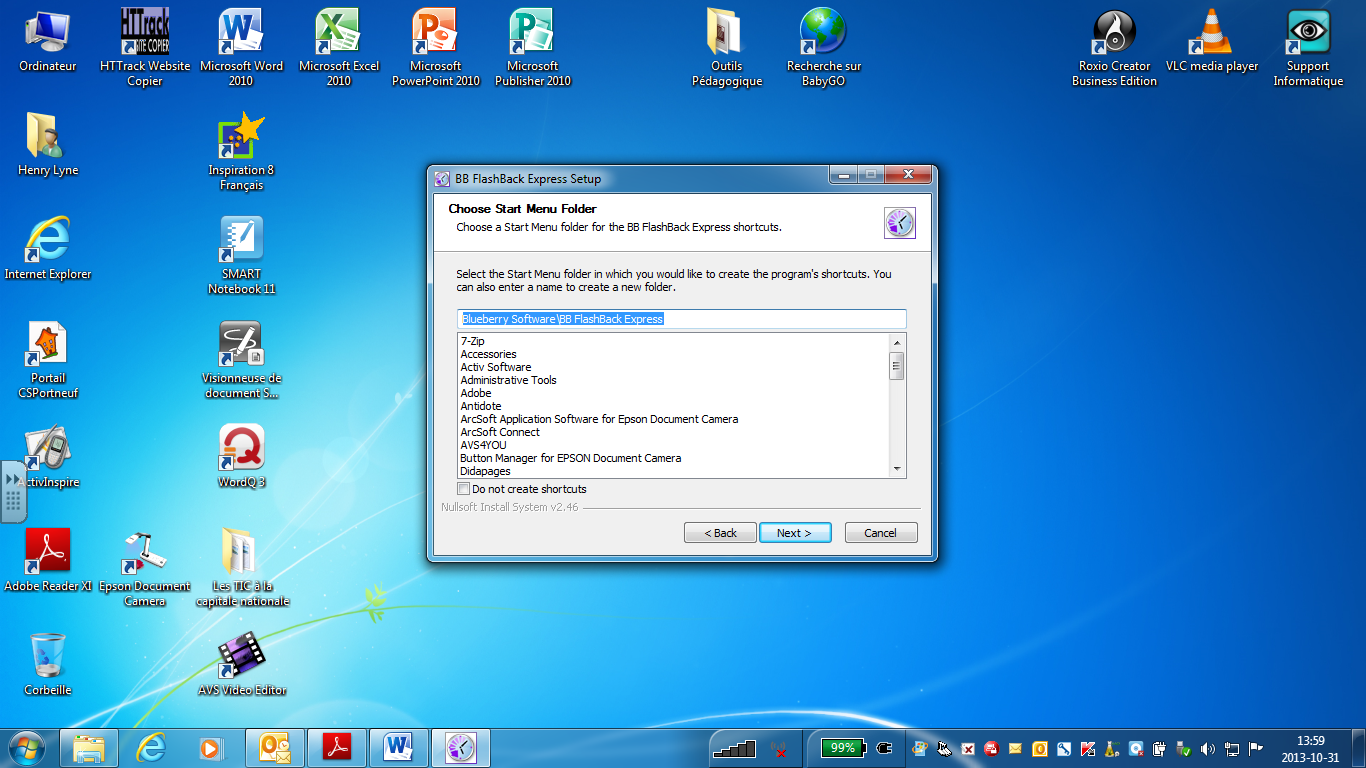 Ordinateur
HTTrack Website
Copier
Microsoft Word
2010
Microsoft Excel
2010
Microsoft
PowerPoint 2010
Microsoft
Publisher 2010
Outils
Pédagogique
Recherche sur
BabyGO
Roxio Creator
Business Edition
VLC media player
Support
Informatique
HTTrack
SITE COPIER
Henry Lyne
Inspiration 8
Français
Internet Explorer
SMART
Notebook 11
Portail
CSPortneuf
Visionneuse de
document S...
ActivInspire
WordQ 3
Adobe Reader XI
Epson Document
Camera
Les TIC à la
capitale nationale
Corbeille
AVS Video Editor
BB FlashBack Express Setup
Choose Start Menu Folder
Choose a Start Menu folder for the BB FlashBack Express shortcuts.
Select the Start Menu folder in which you would like to create the program's shortcuts. You
can also enter a name to create a new folder.
Blueberry Software\BB FlashBack Express
7-Zip
Accessories
Activ Software
Administrative Tools
Adobe
Antidote
ArcSoft Application Software for Epson Document Camera
ArcSoft Connect
AVS4YOU
Button Manager for EPSON Document Camera
Didapages
Do not create shortcuts
Nullsoft Install System v2.46
< Back
Next >
Cancel
99%
13:59
2013-10-31